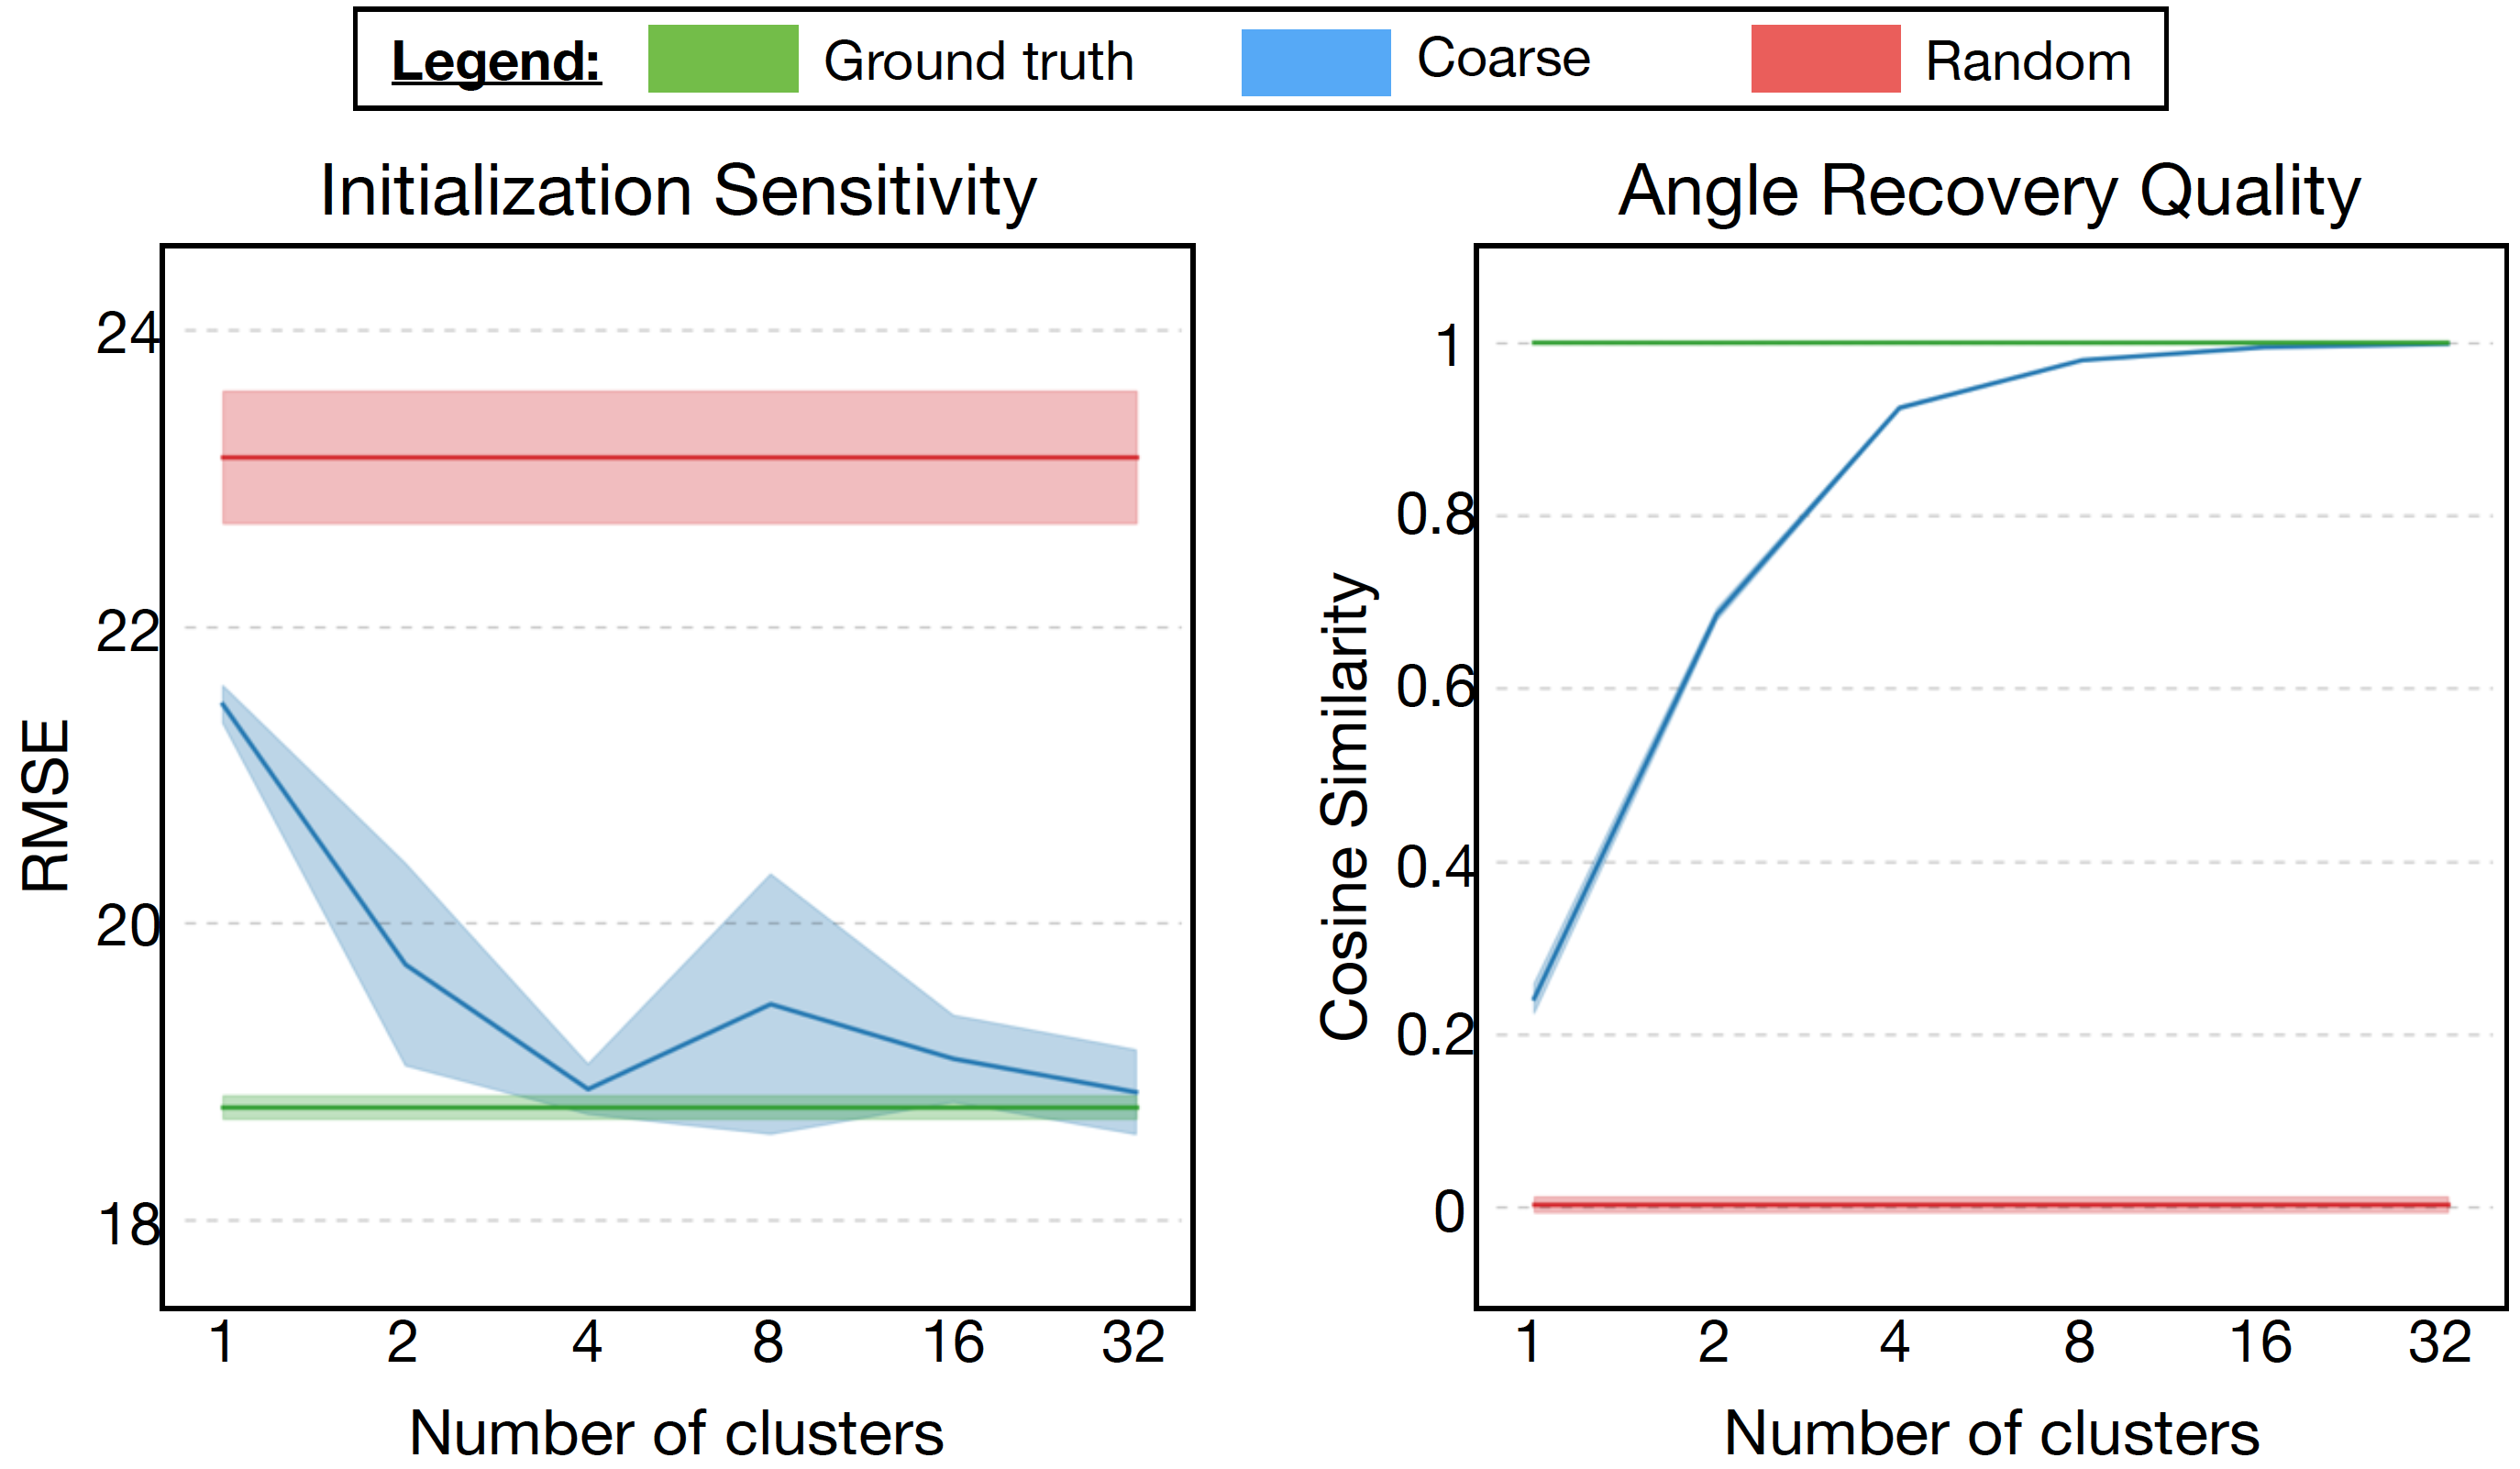 Legend: Ground truth Coarse Random
Initialization Sensitivity
24
22
20
18
RMSE
1 2 4 8 16 32
Number of clusters
Angle Recovery Quality
1
0.8
0.6
0.4
0.2
0
Cosine Similarity
1 2 4 8 16 32
Number of clusters